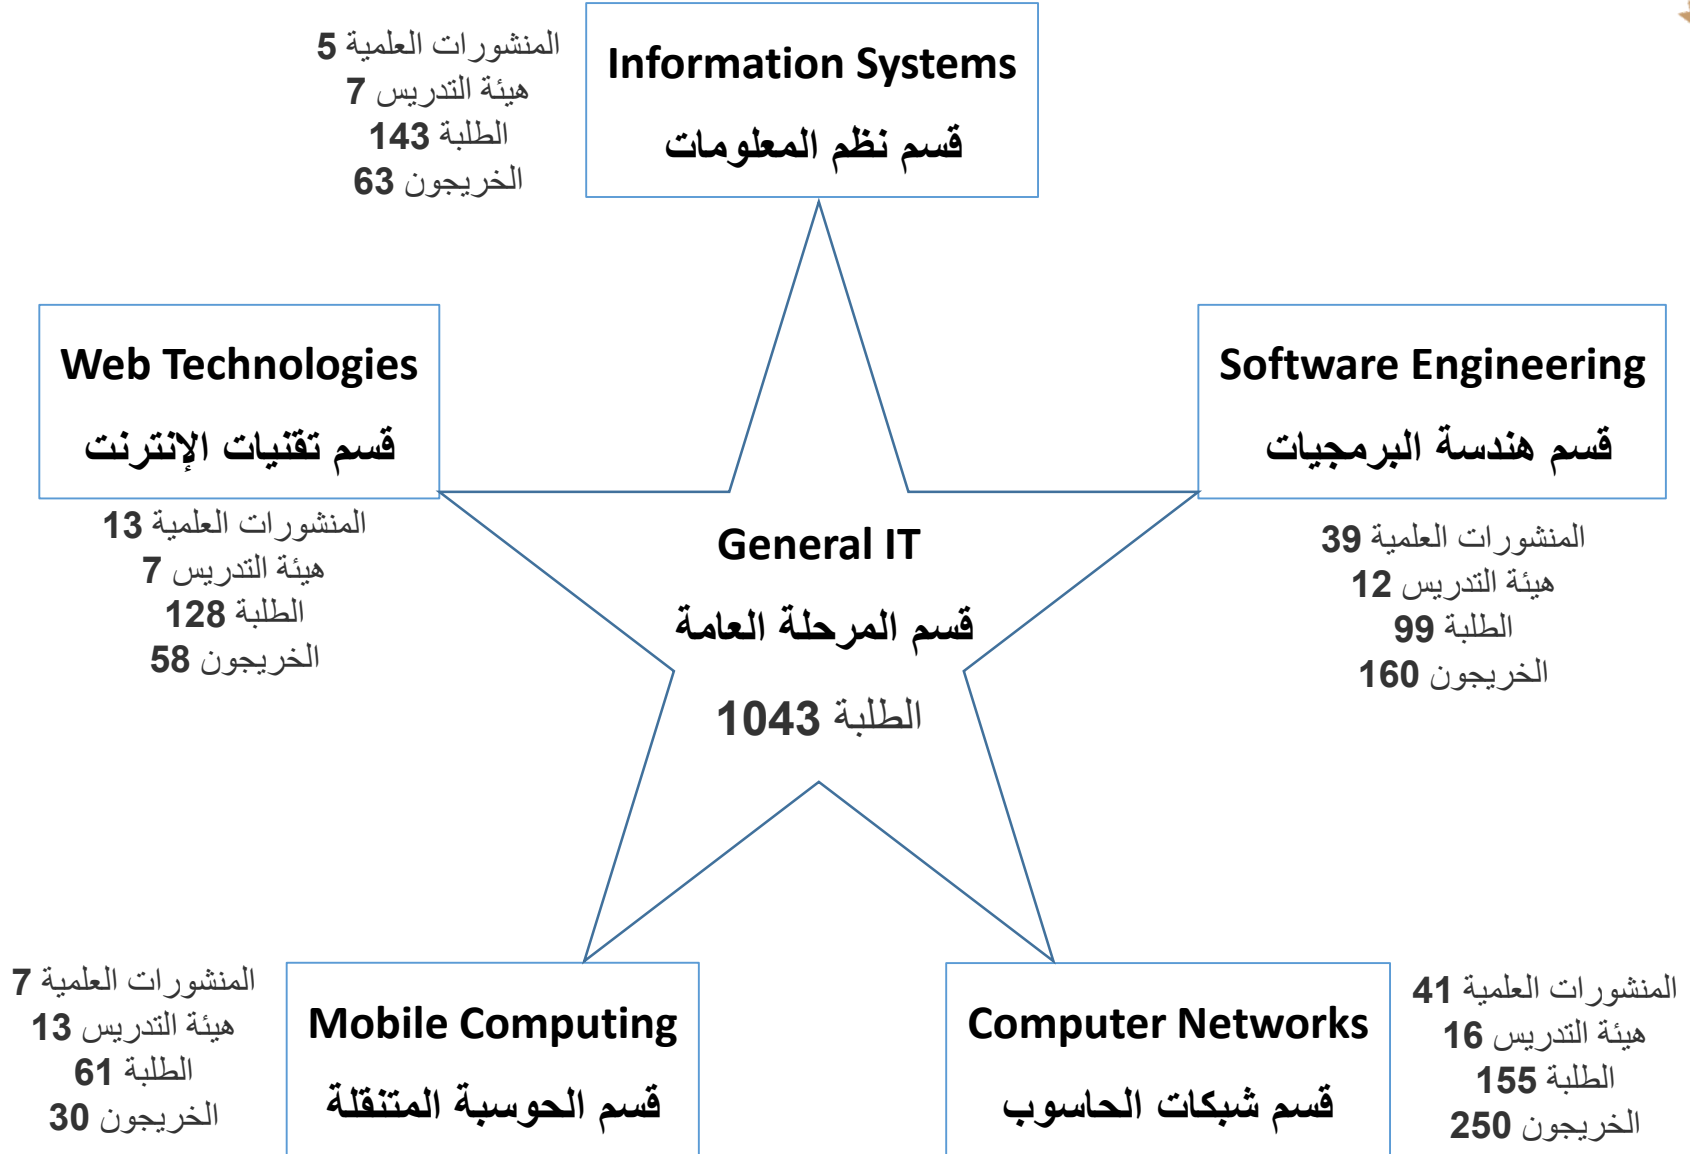 المنشورات العلمية 5
هيئة التدريس 7
الطلبة 143
الخريجون 63
Information Systems
قسم نظم المعلومات
Web Technologies
قسم تقنيات الإنترنت
المنشورات العلمية 13
هيئة التدريس 7
الطلبة 128
الخريجون 58
Software Engineering
قسم هندسة البرمجيات
المنشورات العلمية 39
هيئة التدريس 12
الطلبة 99
الخريجون 160
General IT
قسم المرحلة العامة
الطلبة 1043
المنشورات العلمية 7
هيئة التدريس 13
الطلبة 61
الخريجون 30
Mobile Computing
قسم الحوسبة المتنقلة
Computer Networks
قسم شبكات الحاسوب
المنشورات العلمية 41
هيئة التدريس 16
الطلبة 155
الخريجون 250